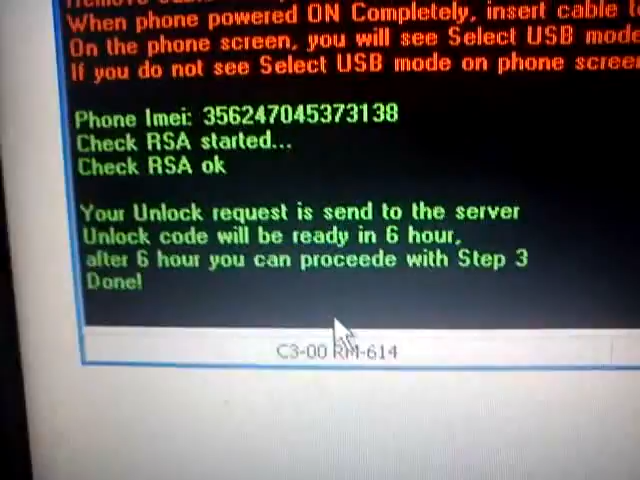 When phone powered ON Completely, insert cable
On the phone screen, you will see Select USB mode
If you do not see Select USB mode on phone screen
Phone Imei: 356247045373138
Check RSA started...
Check RSA ok
Your Unlock request is send to the server
Unlock code will be ready in 6 hour,
after 6 hour you can proceede with Step 3
Done!
C3-00 RM-614